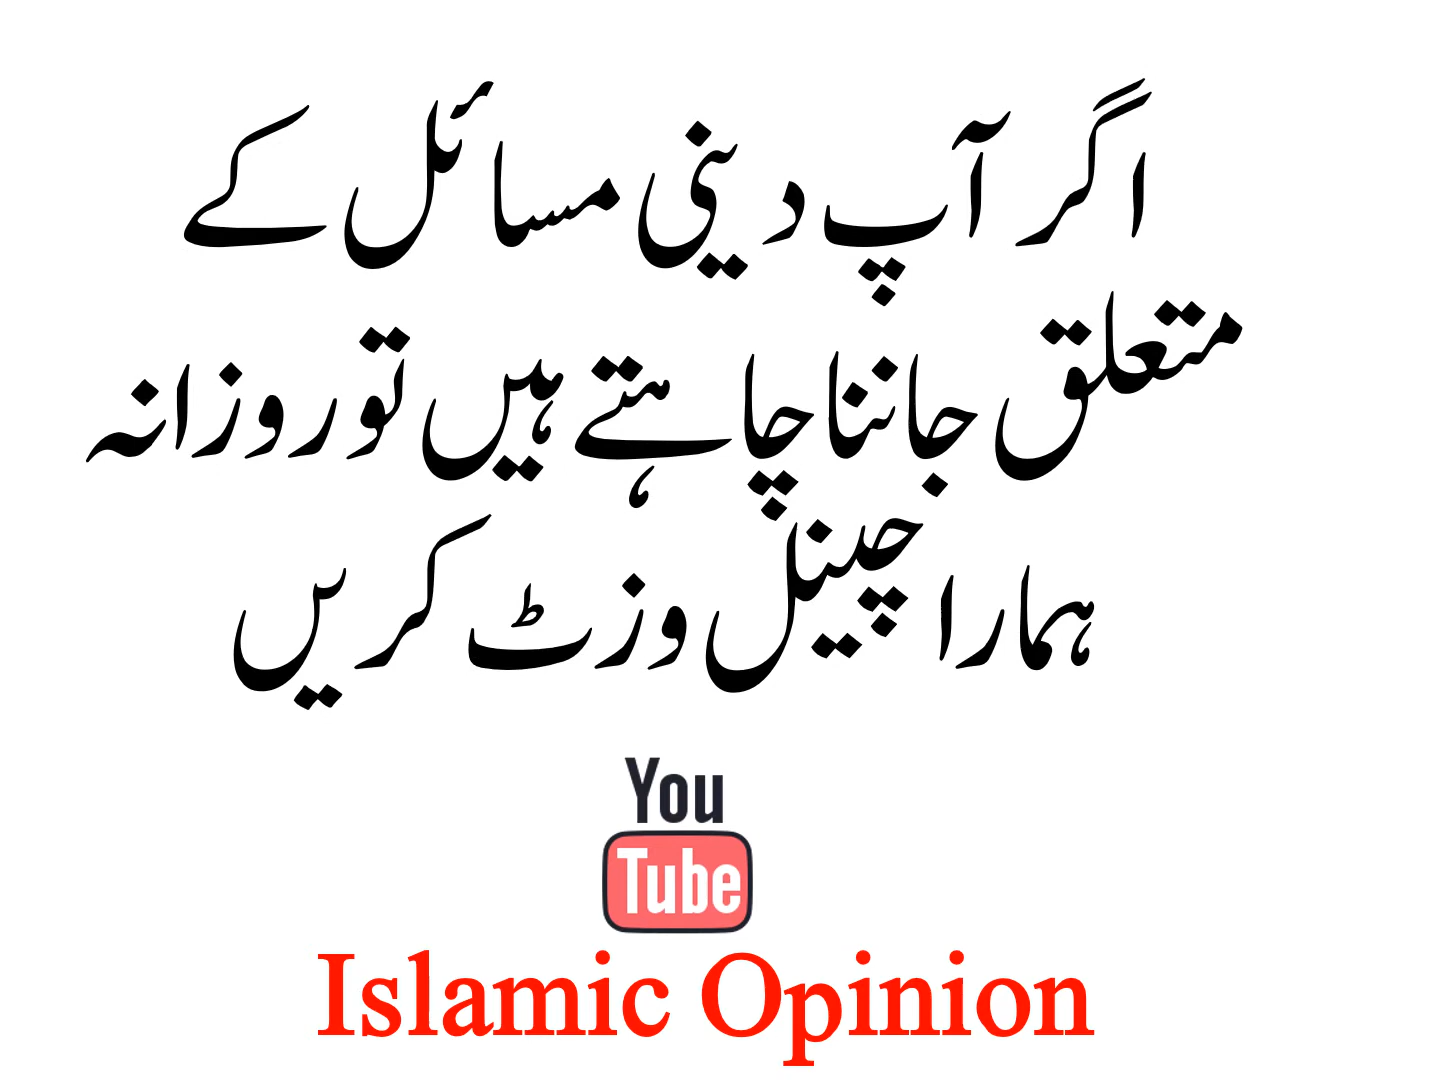 اگر آپ دینی مسائل کے
متعلق جاننا چاہتے ہیں تو روزانہ
ہمارا چینل وزٹ کریں
You
Tube
Islamic Opinion